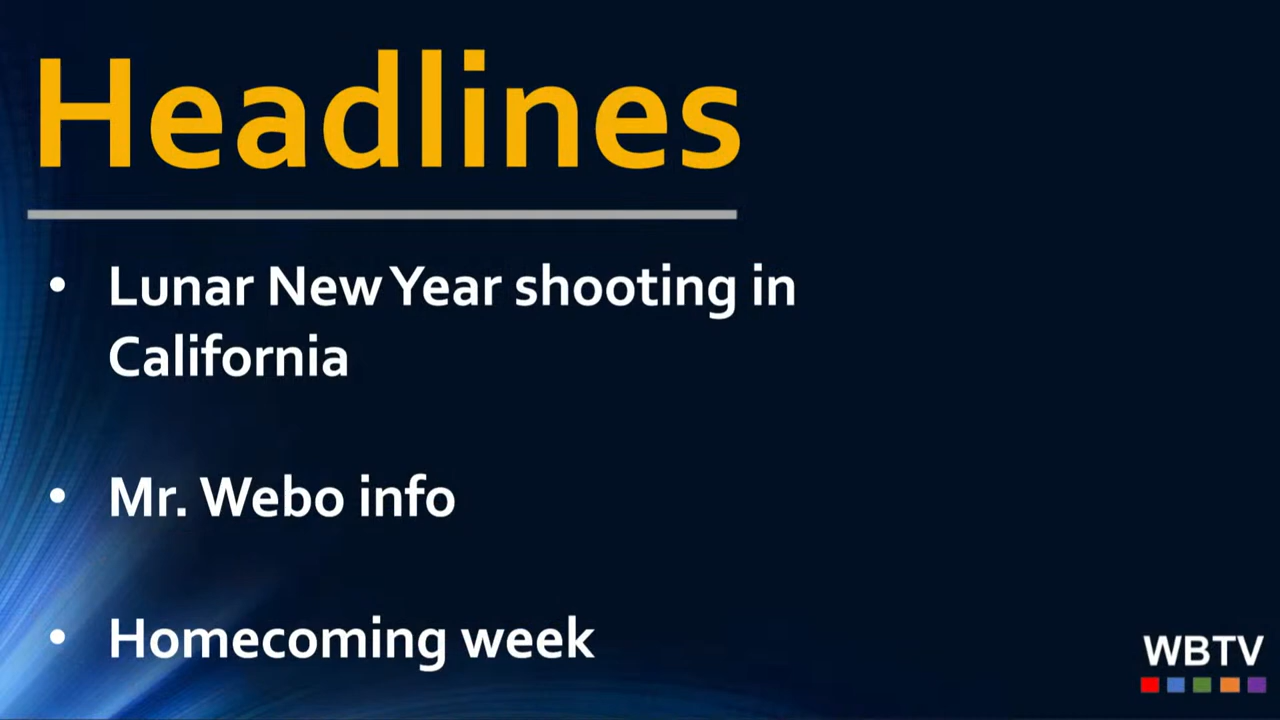 Headlines
• Lunar New Year shooting in
California
• Mr. Webo info
• Homecoming week
WBTV